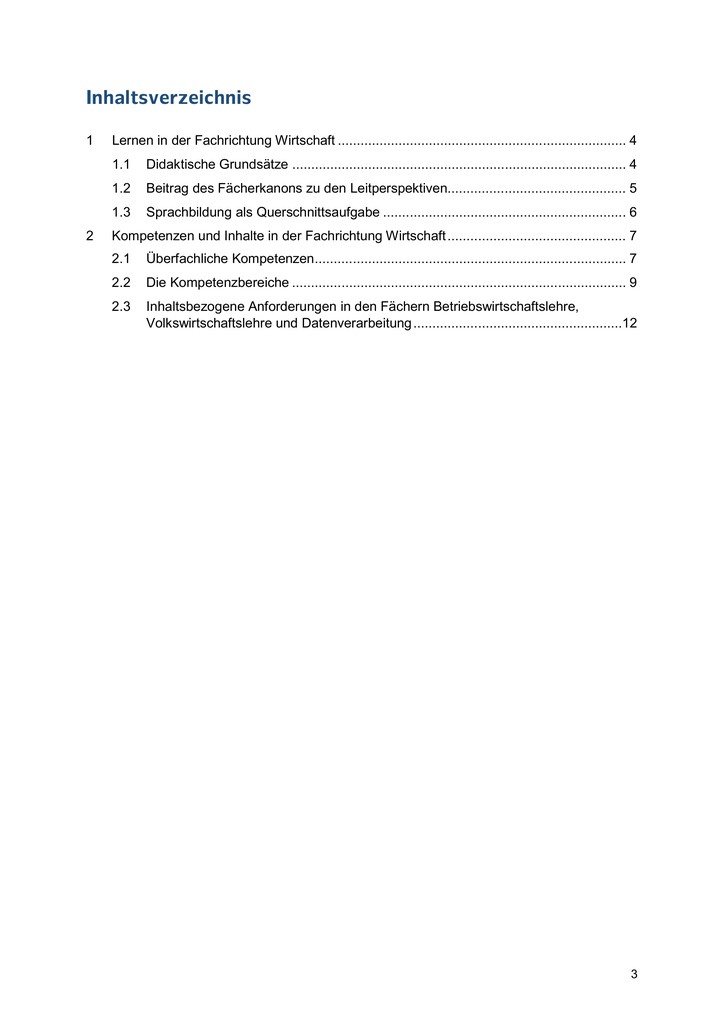 Inhaltsverzeichnis
1 Lernen in der Fachrichtung Wirtschaft ............................................................................ 4
1.1 Didaktische Grundsätze ........................................................................................ 4
1.2 Beitrag des Fächerkanons zu den Leitperspektiven............................................... 5
1.3 Sprachbildung als Querschnittsaufgabe ................................................................ 6
2 Kompetenzen und Inhalte in der Fachrichtung Wirtschaft............................................... 7
2.1 Überfachliche Kompetenzen.................................................................................. 7
2.2 Die Kompetenzbereiche ........................................................................................ 9
2.3 Inhaltsbezogene Anforderungen in den Fächern Betriebswirtschaftslehre,
Volkswirtschaftslehre und Datenverarbeitung.......................................................12
3